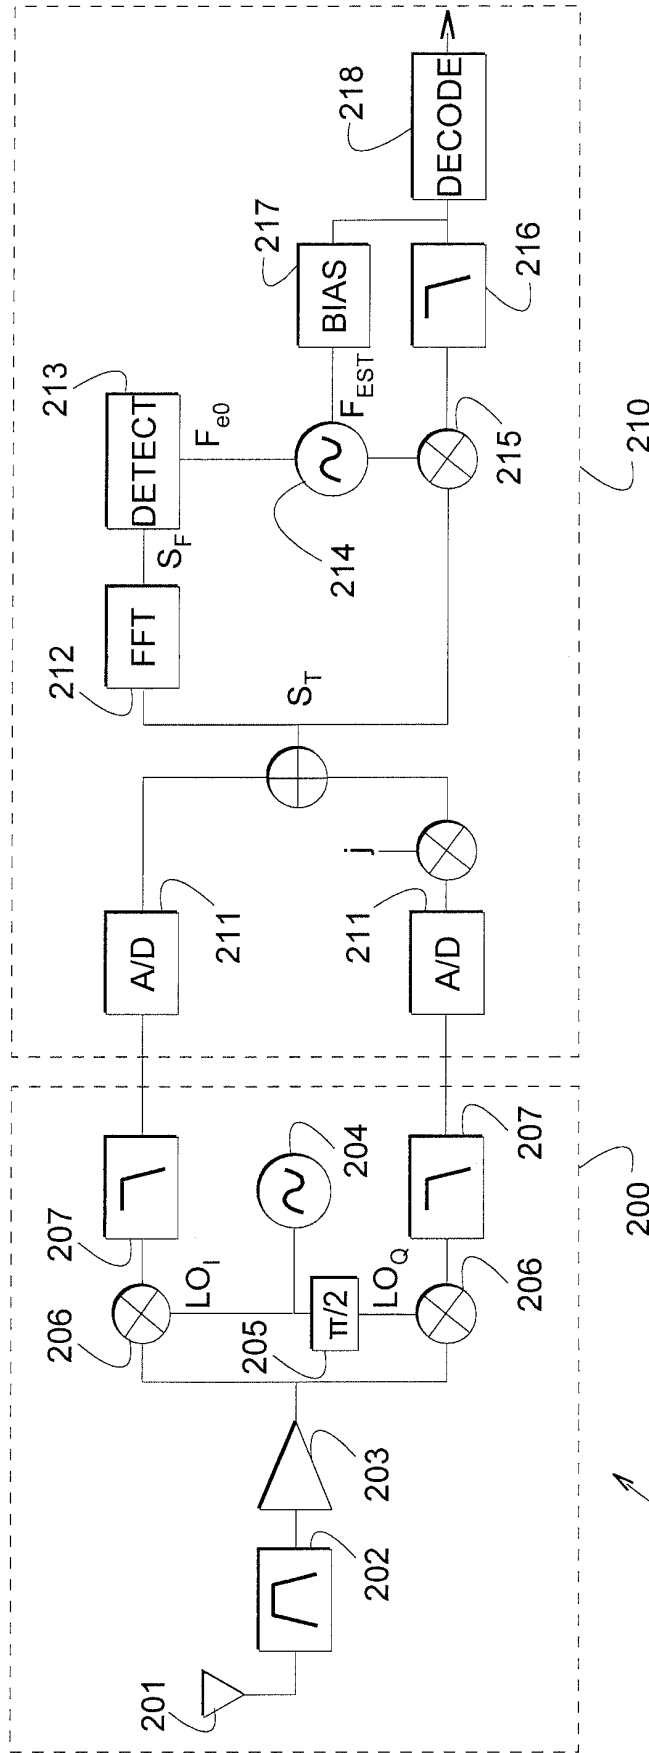 201
202
203
206
207
LO_I
204
205
π/2
LO_Q
206
207
200
A/D
211
A/D
211
j
S_T
212
FFT
S_F
213
DETECT
F_e0
214
F_EST
217
BIAS
215
216
218
DECODE
210